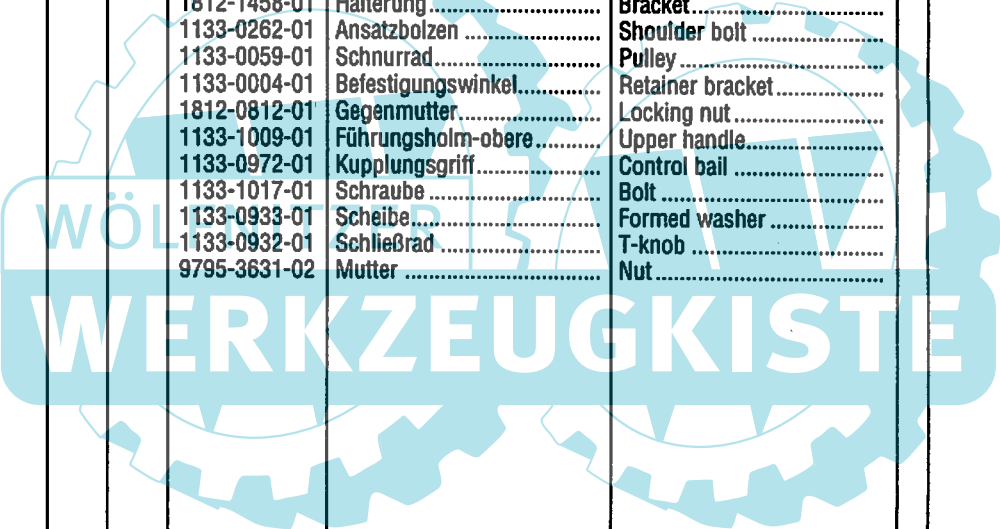 1812-1458-01 Halterung Bracket
1133-0262-01 Ansatzbolzen Shoulder bolt
1133-0059-01 Schnurrad Pulley
1133-0004-01 Befestigungswinkel Retainer bracket
1812-0812-01 Gegenmutter Locking nut
1133-1009-01 Führungsholm-obere Upper handle
1133-0972-01 Kupplungsgriff Control bail
1133-1017-01 Schraube Bolt
1133-0933-01 Scheibe Formed washer
1133-0932-01 Schließrad T-knob
9795-3631-02 Mutter Nut
WERKZEUGKISTE